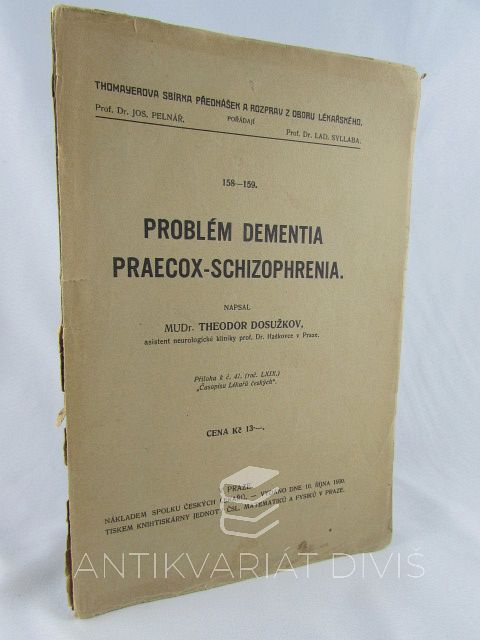 THOMAYEROVA SBÍRKA PŘEDNÁŠEK A ROZPRAV Z OBORU LÉKAŘSKÉHO.
Prof. Dr. JOS. PELNÁŘ. POŘÁDAJÍ Prof. Dr. LAD. SYLLABA.
158—159.
PROBLÉM DEMENTIA
PRAECOX-SCHIZOPHRENIA.
NAPSAL
MUDr. THEODOR DOSUŽKOV,
asistent neurologické kliniky prof. Dr. Haškovce v Praze.
Příloha k č. 41. (roč. LXIX.)
„Časopisu Lékařů českých“.
CENA Kč 13·—.
PRAZE.
NÁKLADEM SPOLKU ČESKÝCH LÉKAŘŮ. — VYDÁNO DNE 10. ŘÍJNA 1930.
TISKEM KNIHTISKÁRNY JEDNOTY ČSL. MATEMATIKŮ A FYSIKŮ V PRAZE.
ANTIKVARIÁT DIVIŠ